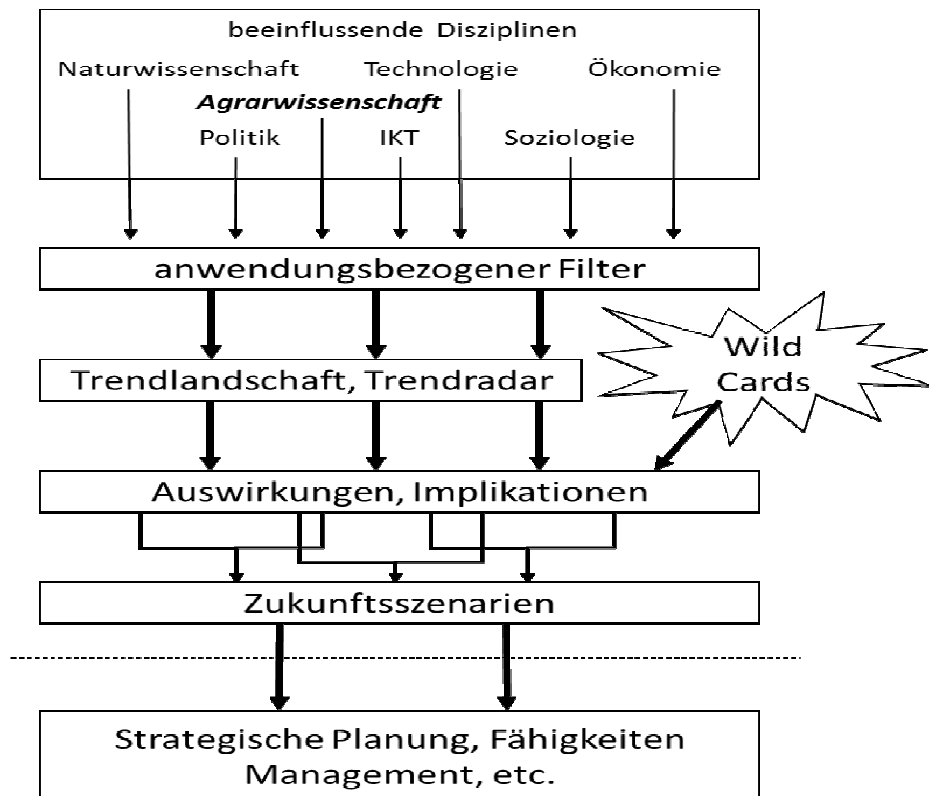 beeinflussende Disziplinen
Naturwissenschaft Technologie Ökonomie
Agrarwissenschaft
Politik IKT Soziologie
anwendungsbezogener Filter
Wild
Cards
Trendlandschaft, Trendradar
Auswirkungen, Implikationen
Zukunftsszenarien
Strategische Planung, Fähigkeiten
Management, etc.